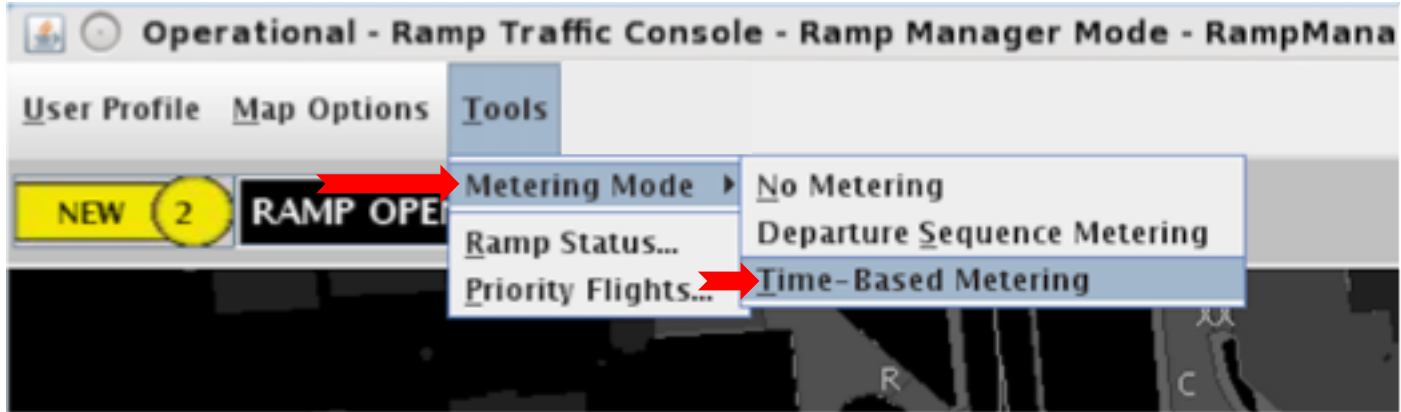 Operational - Ramp Traffic Console - Ramp Manager Mode - RampMana
User Profile Map Options Tools
NEW 2 RAMP OPE
Metering Mode
Ramp Status...
Priority Flights...
No Metering
Departure Sequence Metering
Time-Based Metering
XX
R
C